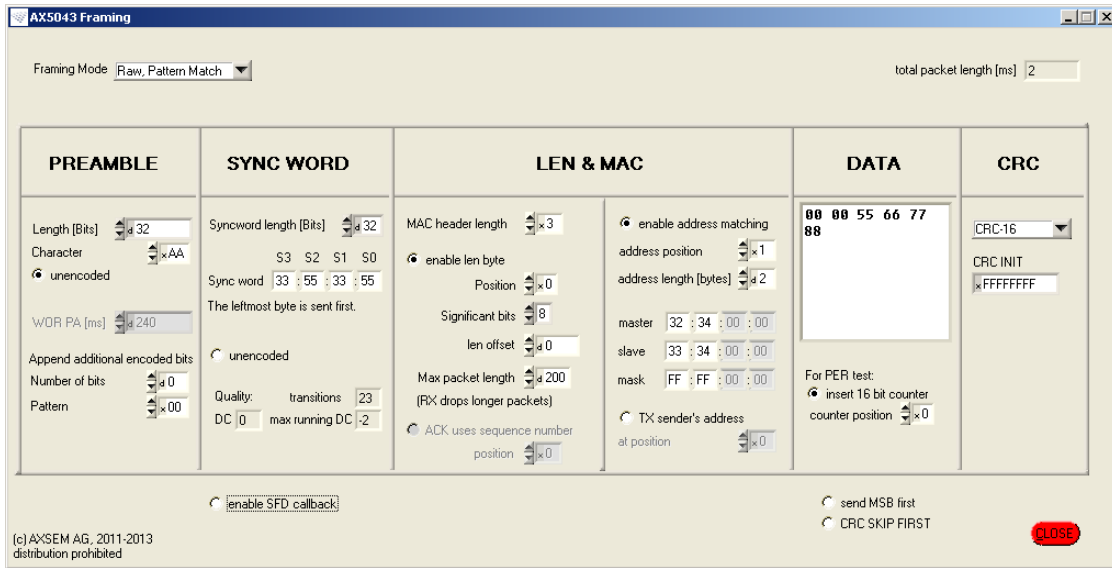 AX5043 Framing
Framing Mode Raw, Pattern Match
total packet length [ms] 2
PREAMBLE
Length [Bits] d 32
Character x AA
unencoded
WOR PA [ms] d 240
Append additional encoded bits
Number of bits d 0
Pattern x 00
SYNC WORD
Syncword length [Bits] d 32
S3 S2 S1 S0
Sync word 33 : 55 : 33 : 55
The leftmost byte is sent first.
unencoded
Quality: transitions 23
DC 0 max running DC -2
LEN & MAC
MAC header length x 3
enable len byte
Position x 0
Significant bits 8
len offset d 0
Max packet length d 200
(RX drops longer packets)
ACK uses sequence number
position x 0
enable address matching
address position x 1
address length [bytes] d 2
master 32 : 34 : 00 : 00
slave 33 : 34 : 00 : 00
mask FF : FF : 00 : 00
TX sender's address
at position x 0
DATA
00 00 55 66 77
88
For PER test:
insert 16 bit counter
counter position x 0
CRC
CRC-16
CRC INIT
x FFFFFFFF
enable SFD callback
send MSB first
CRC SKIP FIRST
(c) AXSEM AG, 2011-2013
distribution prohibited
CLOSE